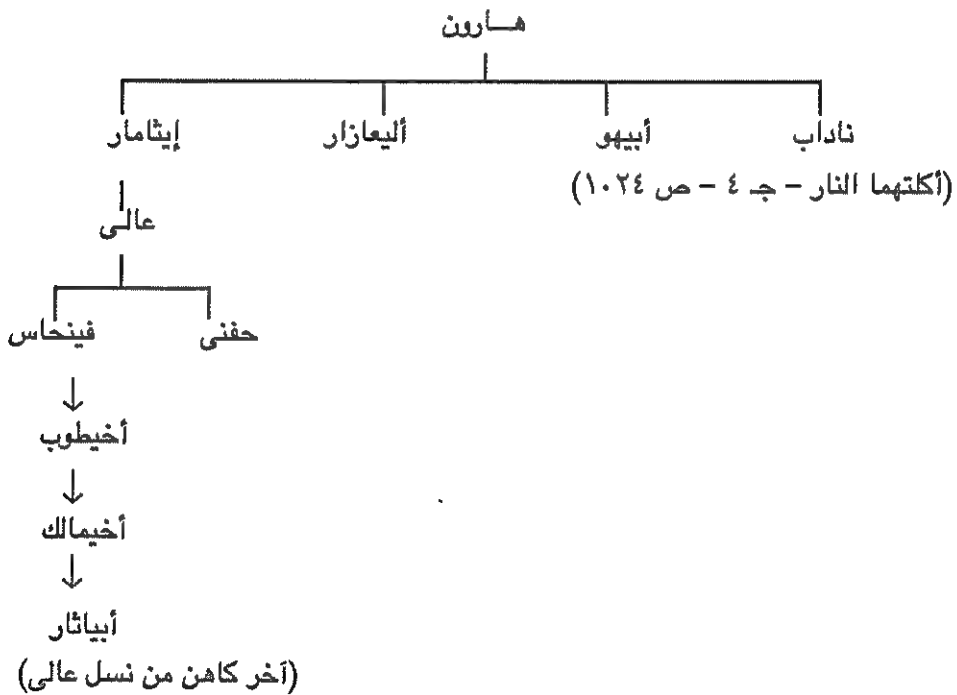 هــارون
ناداب أبيهو أليعازار إيثامار
(أكلتهما النار – جـ ٤ – ص ١٠٢٤)
عالى
حفنى فينحاس
أخيطوب
أخيمالك
أبياثار
(آخر كاهن من نسل عالى)